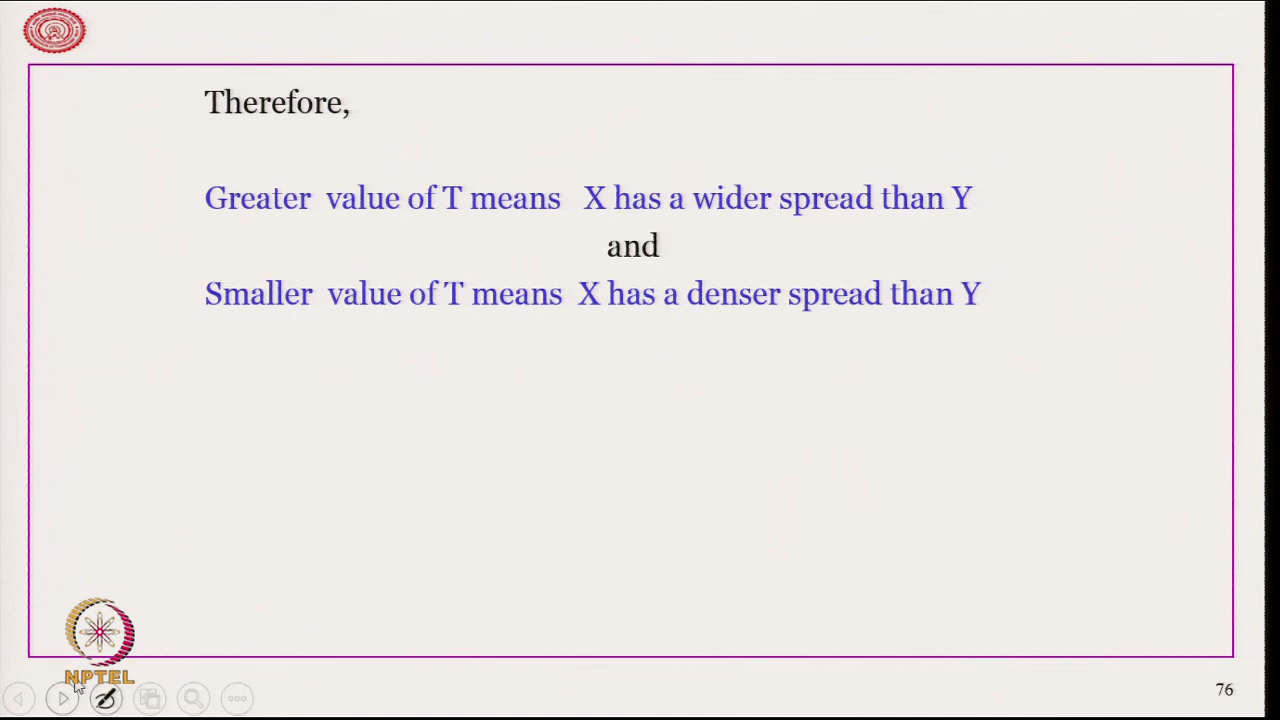 Therefore,
Greater value of T means X has a wider spread than Y
and
Smaller value of T means X has a denser spread than Y
NPTEL
76